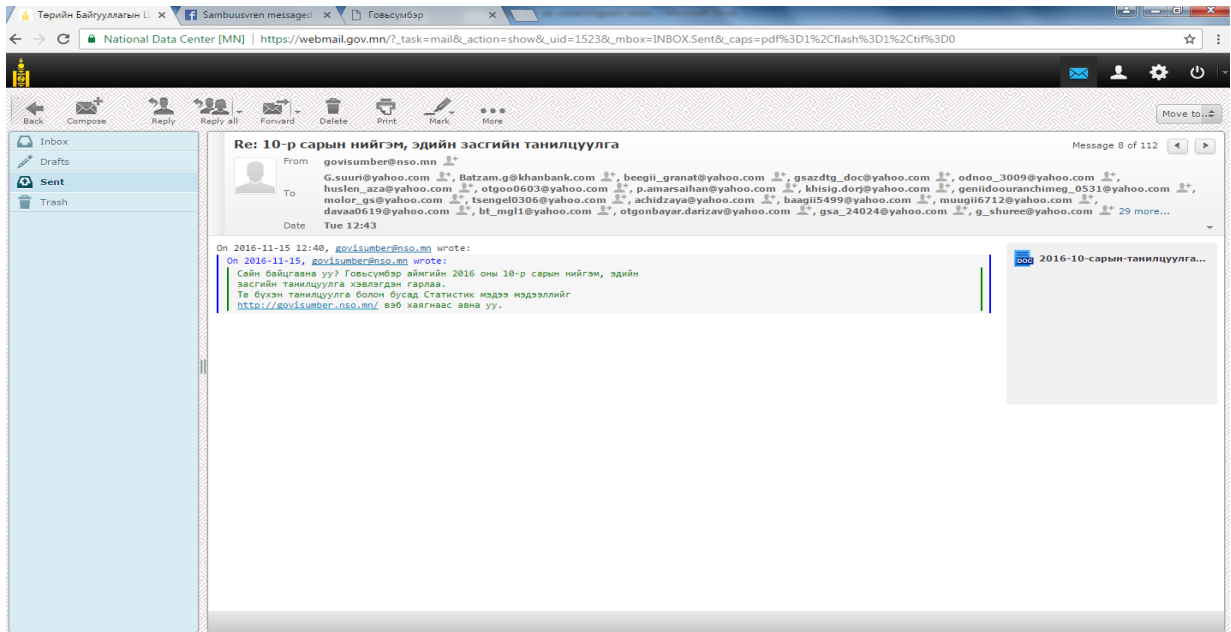 Төрийн Байгууллагын Ц
Sambuusvren messaged
Говьсүмбэр
National Data Center [MN] | https://webmail.gov.mn/?_task=mail&_action=show&_uid=1523&_mbox=INBOX.Sent&_caps=pdf%3D1%2Cflash%3D1%2Ctif%3D0
Back Compose Reply Reply all Forward Delete Print Mark More
Move to...
Inbox
Drafts
Sent
Trash
Re: 10-р сарын нийгэм, эдийн засгийн танилцуулга
Message 8 of 112
From govisumber@nso.mn
To G.suuri@yahoo.com, Batzam.g@khanbank.com, beegii_granat@yahoo.com, gsazdtg_doc@yahoo.com, odnoo_3009@yahoo.com,
huslen_aza@yahoo.com, otgoo0603@yahoo.com, p.amarsaihan@yahoo.com, khisig.dorj@yahoo.com, geniidoouranchimeg_0531@yahoo.com,
molor_gs@yahoo.com, tsengel0306@yahoo.com, achidzaya@yahoo.com, baagii5499@yahoo.com, muugii6712@yahoo.com,
davaa0619@yahoo.com, bt_mgl1@yahoo.com, otgonbayar.darizav@yahoo.com, gsa_24024@yahoo.com, g_shuree@yahoo.com 29 more...
Date Tue 12:43
On 2016-11-15 12:40, govisumber@nso.mn wrote:
On 2016-11-15, govisumber@nso.mn wrote:
Сайн байцгаана уу? Говьсүмбэр аймгийн 2016 оны 10-р сарын нийгэм, эдийн
засгийн танилцуулга хэвлэгдэн гарлаа.
Та бүхэн танилцуулга болон бусад Статистик мэдээ мэдээллийг
http://govisumber.nso.mn/ вэб хаягнаас авна уу.
2016-10-сарын-танилцуулга...